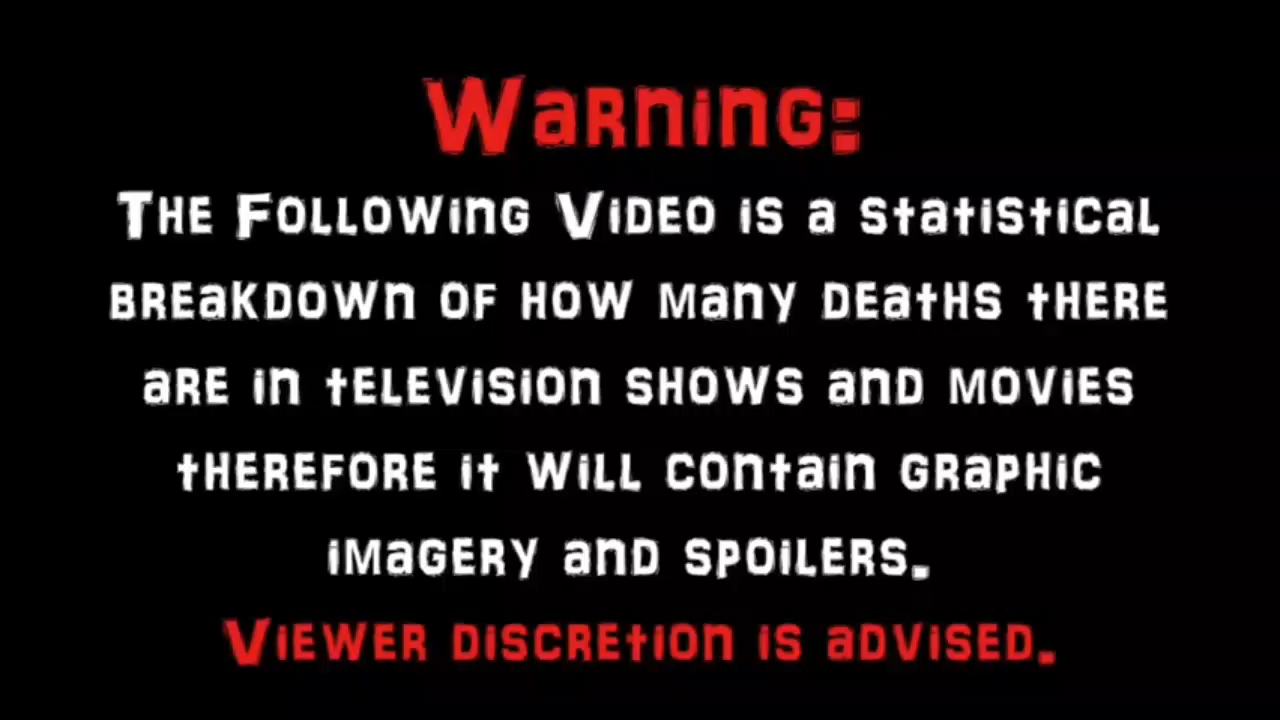 Warning:
The Following Video is a statistical
breakdown of how many deaths there
are in television shows and movies
therefore it will contain graphic
imagery and spoilers.
Viewer discretion is advised.